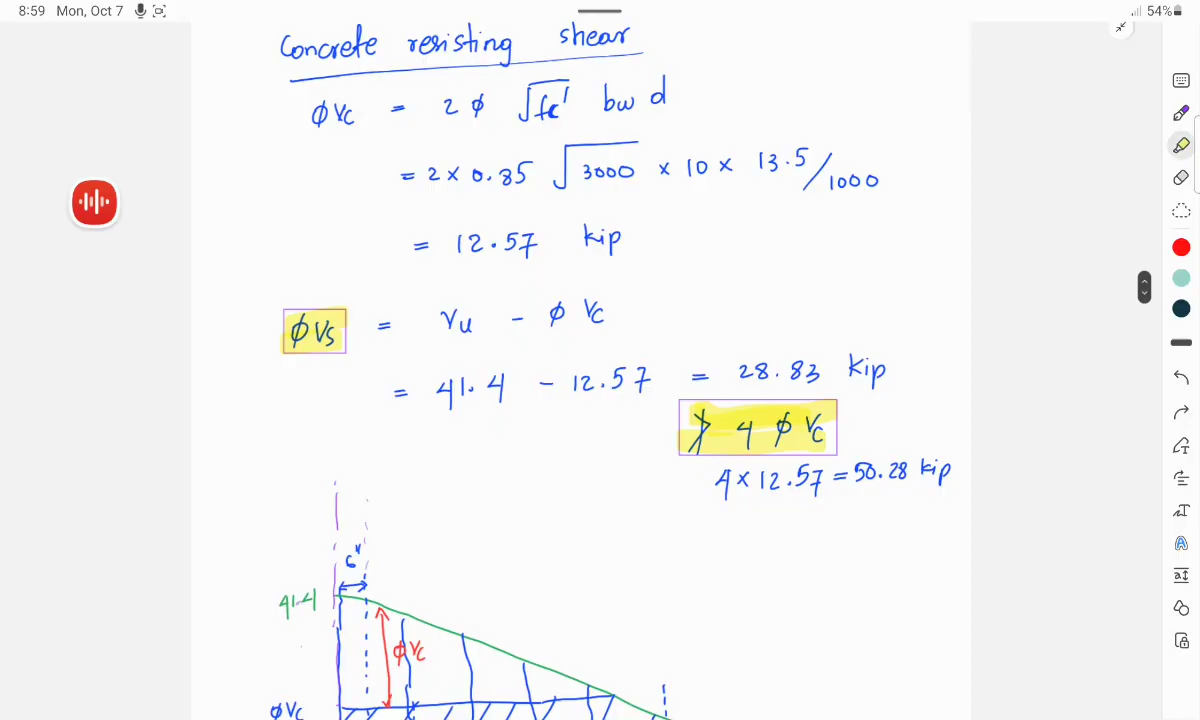 8:59 Mon, Oct 7 54%
Concrete resisting shear
φVc = 2φ √fc' bw d
= 2 × 0.85 √3000 × 10 × 13.5/1000
= 12.57 kip
φVs = Vu - φVc
= 41.4 - 12.57 = 28.83 kip
≯ 4 φ Vc
4 × 12.57 = 50.28 kip
6"
41.4
φVc
φVc